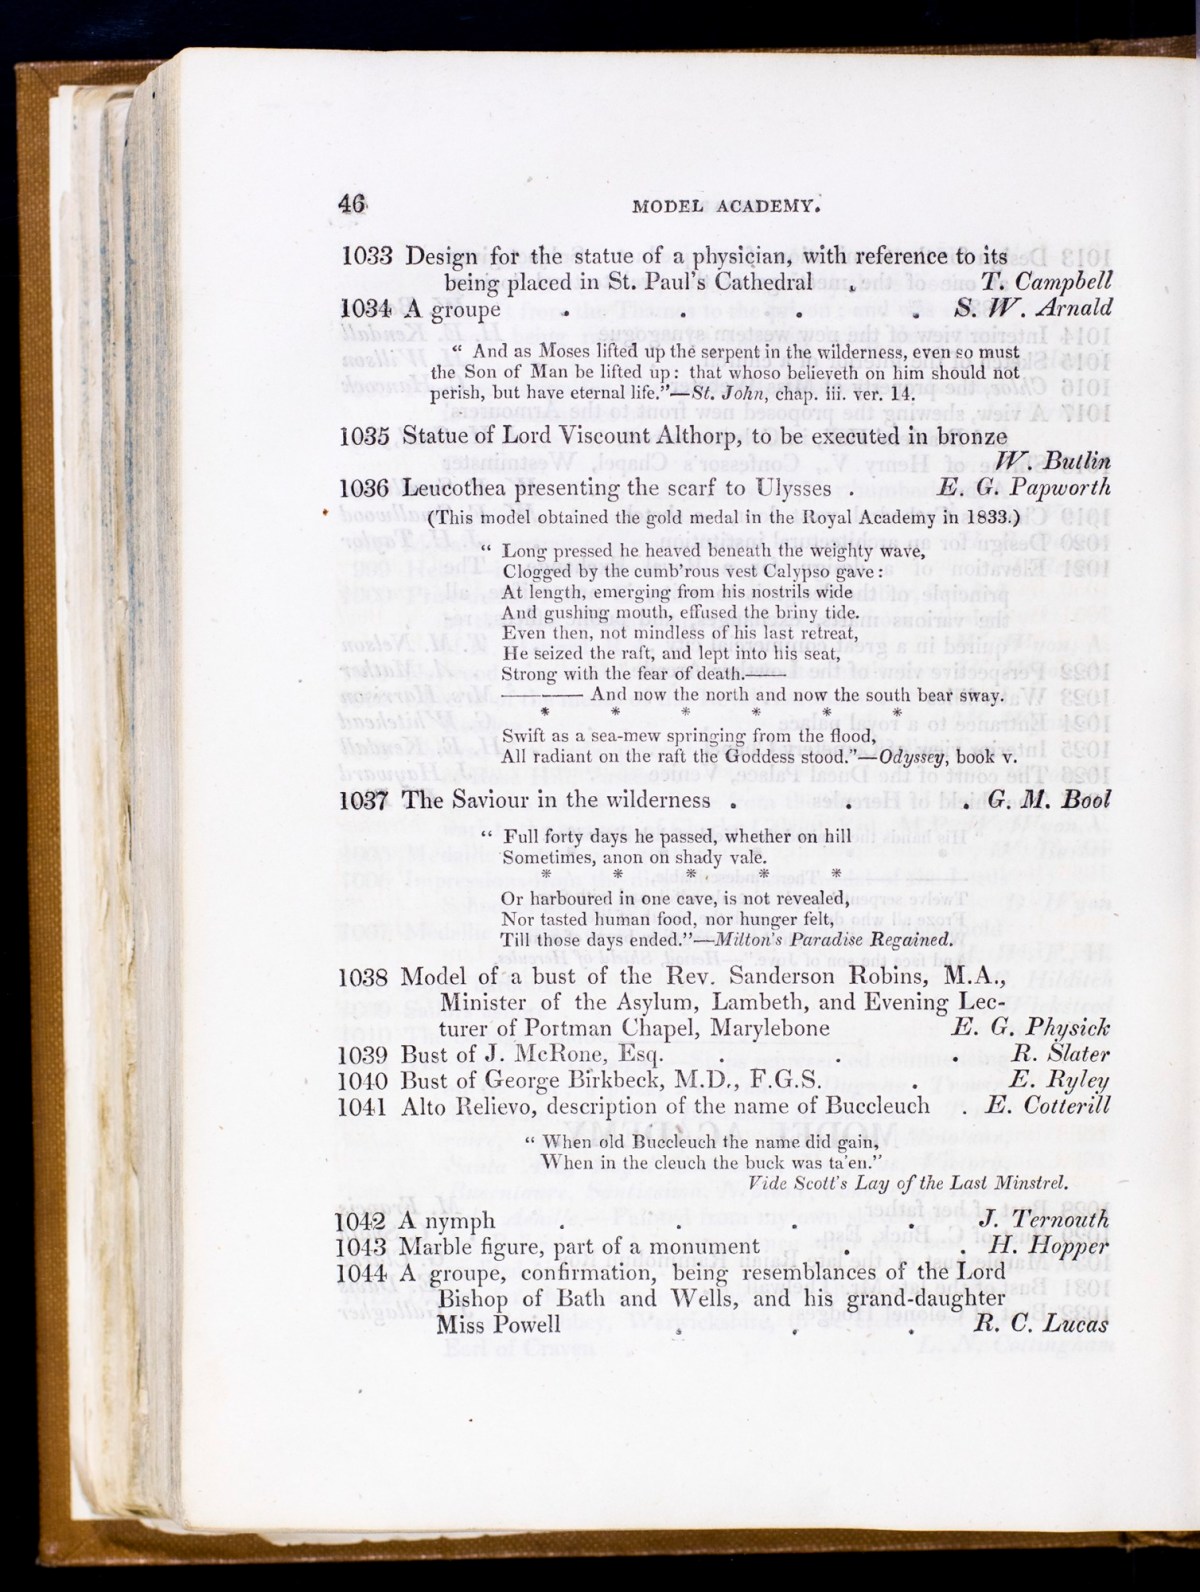 46 MODEL ACADEMY.
1033 Design for the statue of a physician, with reference to its
being placed in St. Paul's Cathedral . T. Campbell
1034 A groupe . . . . S. W. Arnald
“ And as Moses lifted up the serpent in the wilderness, even so must
the Son of Man be lifted up: that whoso believeth on him should not
perish, but have eternal life.”—St. John, chap. iii. ver. 14.
1035 Statue of Lord Viscount Althorp, to be executed in bronze
W. Butlin
1036 Leucothea presenting the scarf to Ulysses . E. G. Papworth
(This model obtained the gold medal in the Royal Academy in 1833.)
“ Long pressed he heaved beneath the weighty wave,
Clogged by the cumb'rous vest Calypso gave:
At length, emerging from his nostrils wide
And gushing mouth, effused the briny tide.
Even then, not mindless of his last retreat,
He seized the raft, and lept into his seat,
Strong with the fear of death.——
———— And now the north and now the south bear sway.
* * * * * *
Swift as a sea-mew springing from the flood,
All radiant on the raft the Goddess stood.”—Odyssey, book v.
1037 The Saviour in the wilderness . . . G. M. Bool
“ Full forty days he passed, whether on hill
Sometimes, anon on shady vale.
* * * * *
Or harboured in one cave, is not revealed,
Nor tasted human food, nor hunger felt,
Till those days ended.”—Milton's Paradise Regained.
1038 Model of a bust of the Rev. Sanderson Robins, M.A.,
Minister of the Asylum, Lambeth, and Evening Lec-
turer of Portman Chapel, Marylebone E. G. Physick
1039 Bust of J. McRone, Esq. . . . R. Slater
1040 Bust of George Birkbeck, M.D., F.G.S. . E. Ryley
1041 Alto Relievo, description of the name of Buccleuch . E. Cotterill
“ When old Buccleuch the name did gain,
When in the cleuch the buck was ta'en.”
Vide Scott's Lay of the Last Minstrel.
1042 A nymph . . . . J. Ternouth
1043 Marble figure, part of a monument . . H. Hopper
1044 A groupe, confirmation, being resemblances of the Lord
Bishop of Bath and Wells, and his grand-daughter
Miss Powell . . . R. C. Lucas